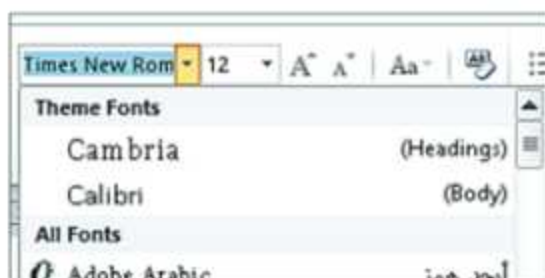 Times New Rom 12 A A Aa
Theme Fonts
Cambria (Headings)
Calibri (Body)
All Fonts
O Adobe Arabic